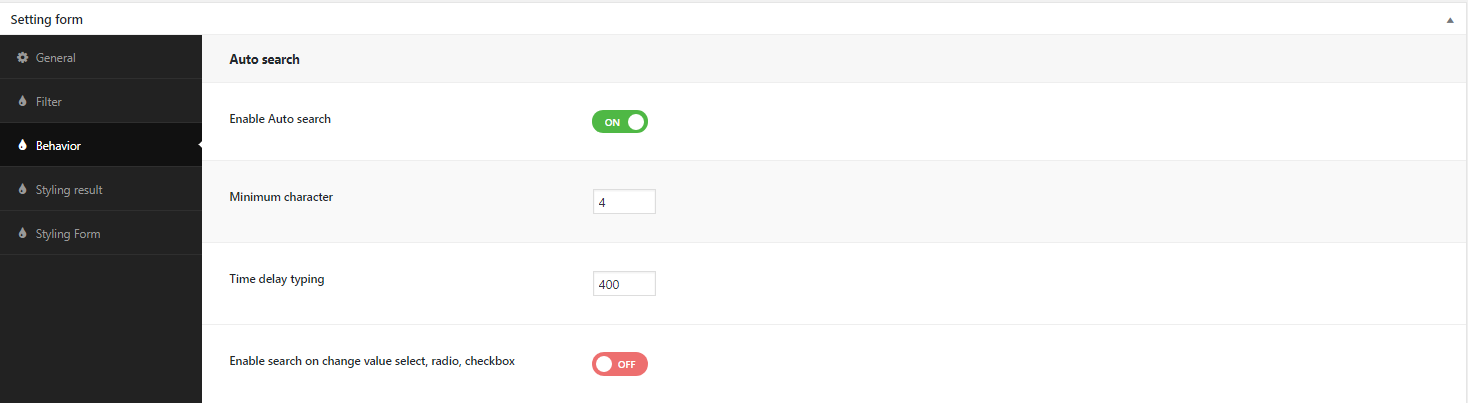 Setting form
General
Filter
Behavior
Styling result
Styling Form
Auto search
Enable Auto search
ON
Minimum character
4
Time delay typing
400
Enable search on change value select, radio, checkbox
OFF